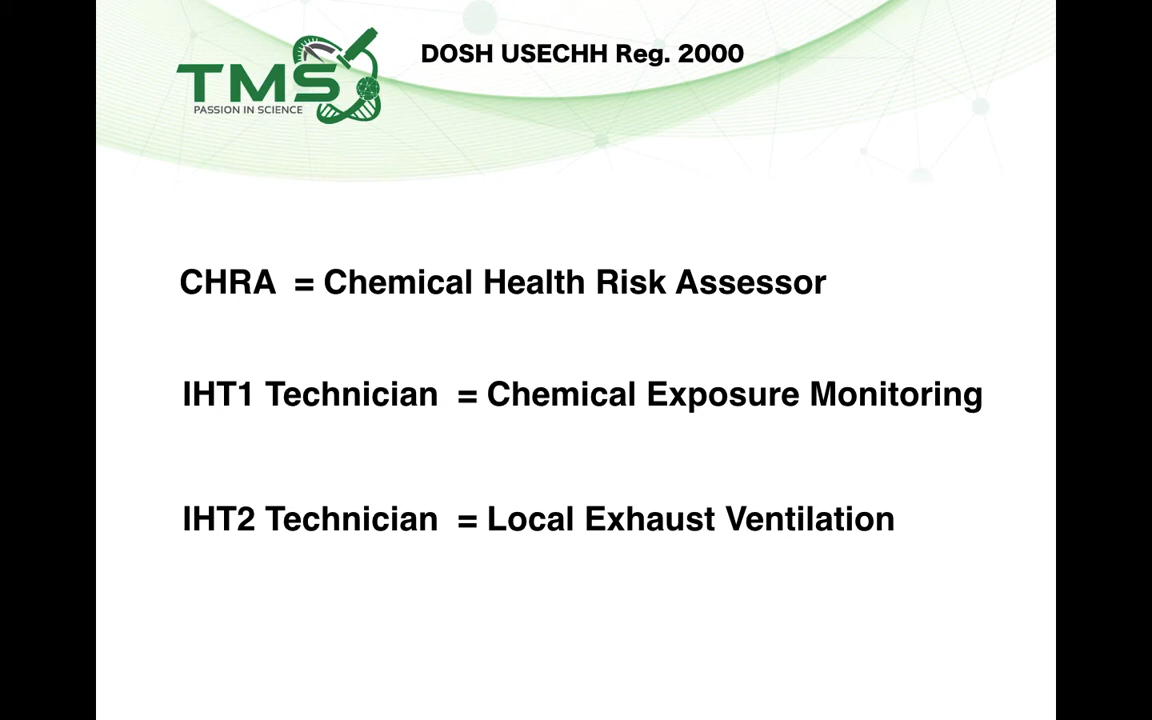 DOSH USECHH Reg. 2000
TMS
PASSION IN SCIENCE
CHRA = Chemical Health Risk Assessor
IHT1 Technician = Chemical Exposure Monitoring
IHT2 Technician = Local Exhaust Ventilation